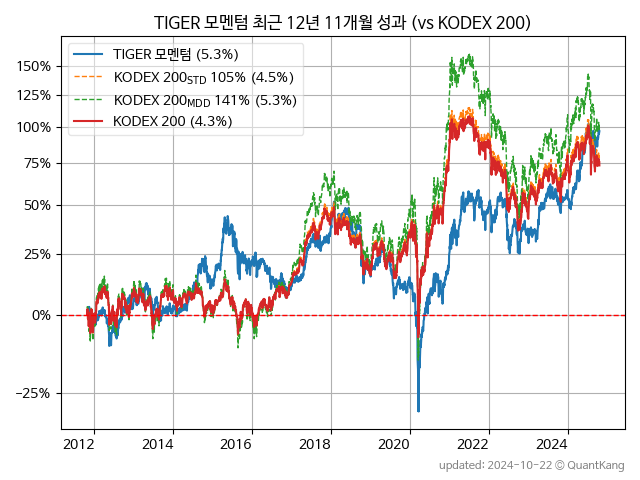 TIGER 모멘텀 최근 12년 11개월 성과 (vs KODEX 200)
TIGER 모멘텀 (5.3%)
KODEX 200STD 105% (4.5%)
KODEX 200MDD 141% (5.3%)
KODEX 200 (4.3%)
150%
125%
100%
75%
50%
25%
0%
−25%
2012 2014 2016 2018 2020 2022 2024
updated: 2024-10-22 © QuantKang